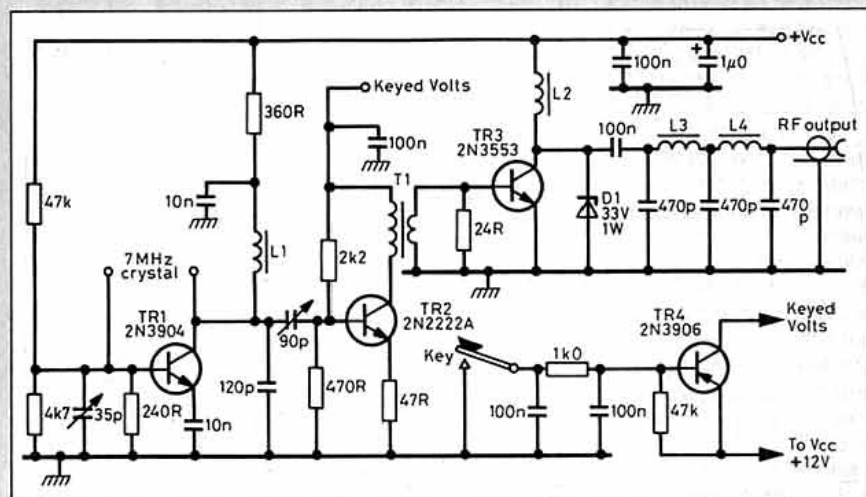 +Vcc
100n
+
1μ0
360R
Keyed Volts
L2
TR3
2N3553
100n
L3
L4
RF output
100n
47k
10n
T1
24R
D1
33V
1W
470p
470p
470
p
L1
2k2
7MHz
crystal
TR1
2N3904
TR2
2N2222A
90p
TR4
2N3906
Keyed
Volts
Key
1k0
4k7
35p
240R
10n
120p
470R
47R
100n
100n
47k
To Vcc
+12V